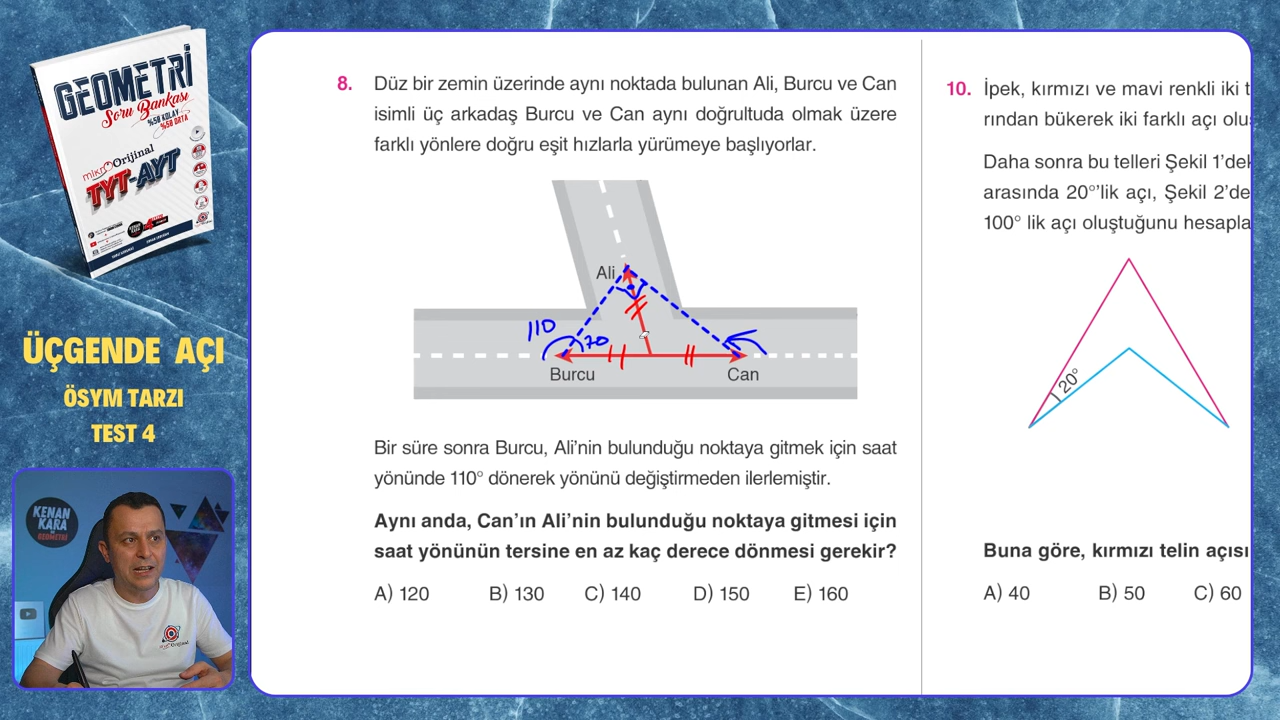 GEOMETRİ
Soru Bankası
%50 KOLAY
%50 ORTA
mikro Orijinal
TYT-AYT
ÜÇGENDE AÇI
ÖSYM TARZI
TEST 4
KENAN
KARA
GEOMETRİ
8. Düz bir zemin üzerinde aynı noktada bulunan Ali, Burcu ve Can
isimli üç arkadaş Burcu ve Can aynı doğrultuda olmak üzere
farklı yönlere doğru eşit hızlarla yürümeye başlıyorlar.
Ali
110
70
Burcu
Can
Bir süre sonra Burcu, Ali’nin bulunduğu noktaya gitmek için saat
yönünde 110° dönerek yönünü değiştirmeden ilerlemiştir.
Aynı anda, Can’ın Ali’nin bulunduğu noktaya gitmesi için
saat yönünün tersine en az kaç derece dönmesi gerekir?
A) 120 B) 130 C) 140 D) 150 E) 160
10. İpek, kırmızı ve mavi renkli iki t
rından bükerek iki farklı açı olu
Daha sonra bu telleri Şekil 1’dek
arasında 20°’lik açı, Şekil 2’de
100° lik açı oluştuğunu hesapla
20°
Buna göre, kırmızı telin açısı
A) 40 B) 50 C) 60